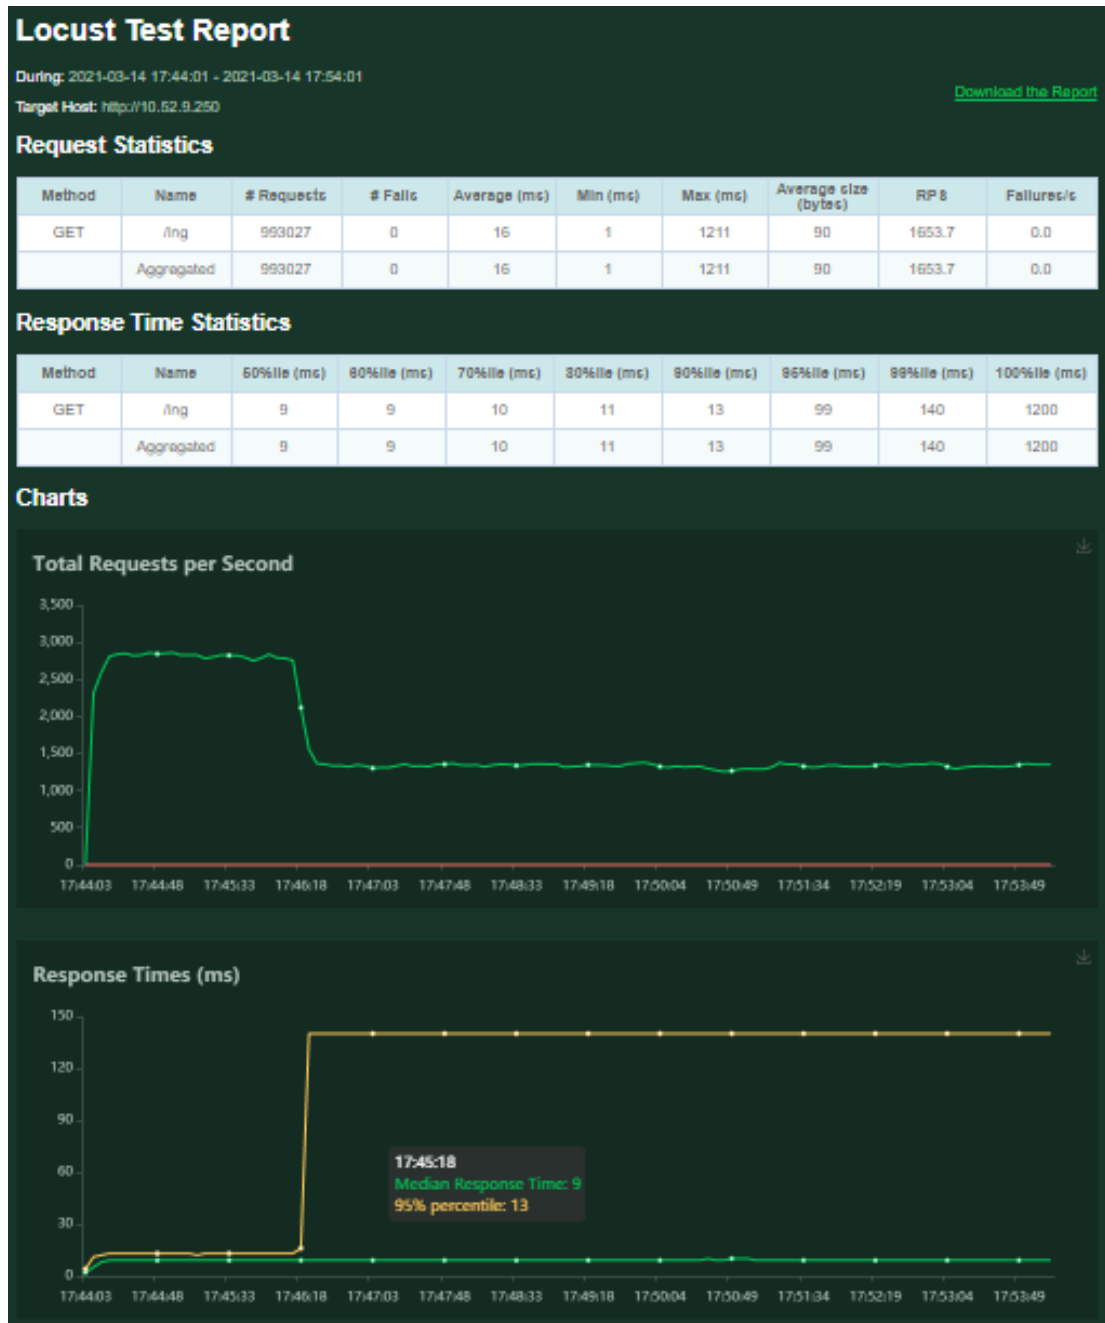 Locust Test Report
During: 2021-03-14 17:44:01 - 2021-03-14 17:54:01
Download the Report
Target Host: http://10.52.9.250
Request Statistics
Method Name # Requests # Fails Average (ms) Min (ms) Max (ms) Average size (bytes) RPS Failures/s
GET /lng 993027 0 16 1 1211 90 1653.7 0.0
Aggregated 993027 0 16 1 1211 90 1653.7 0.0
Response Time Statistics
Method Name 50%ile (ms) 60%ile (ms) 70%ile (ms) 80%ile (ms) 90%ile (ms) 95%ile (ms) 99%ile (ms) 100%ile (ms)
GET /lng 9 9 10 11 13 99 140 1200
Aggregated 9 9 10 11 13 99 140 1200
Charts
Total Requests per Second
3,500
3,000
2,500
2,000
1,500
1,000
500
0
17:44:03 17:44:48 17:45:33 17:46:18 17:47:03 17:47:48 17:48:33 17:49:18 17:50:04 17:50:49 17:51:34 17:52:19 17:53:04 17:53:49
Response Times (ms)
150
120
90
60
30
0
17:45:18
Median Response Time: 9
95% percentile: 13
17:44:03 17:44:48 17:45:33 17:46:18 17:47:03 17:47:48 17:48:33 17:49:18 17:50:04 17:50:49 17:51:34 17:52:19 17:53:04 17:53:49